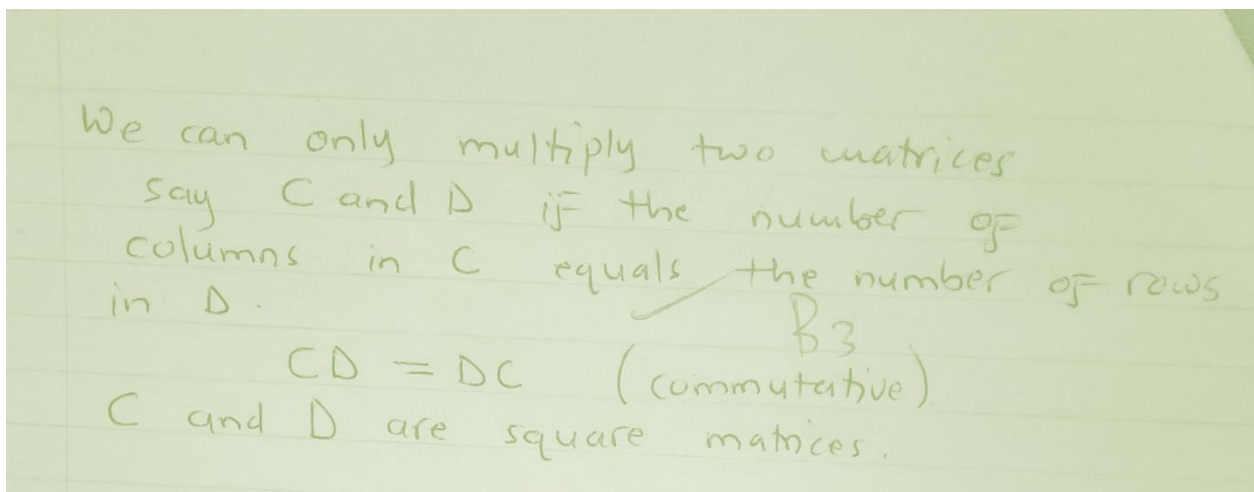 We can only multiply two matrices
say C and D if the number of
columns in C equals the number of rows
in D.
B3
CD = DC (commutative)
C and D are square matrices.